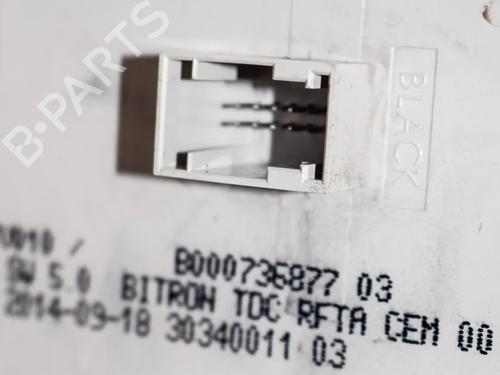 B-PARTS
BLACK
B000736877 03
SW 5.0 BITRON TDC RFTA CEM 00
2014-09-18 30340011 03